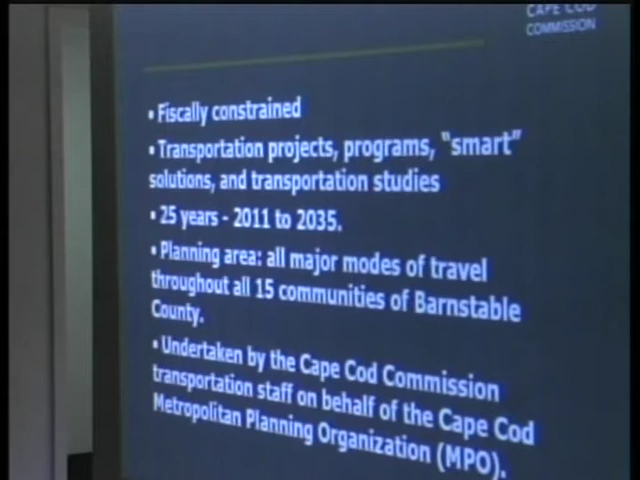 CAPE COD
COMMISSION
• Fiscally constrained
• Transportation projects, programs, “smart”
solutions, and transportation studies
• 25 years - 2011 to 2035.
• Planning area: all major modes of travel
throughout all 15 communities of Barnstable
County.
• Undertaken by the Cape Cod Commission
transportation staff on behalf of the Cape Cod
Metropolitan Planning Organization (MPO).